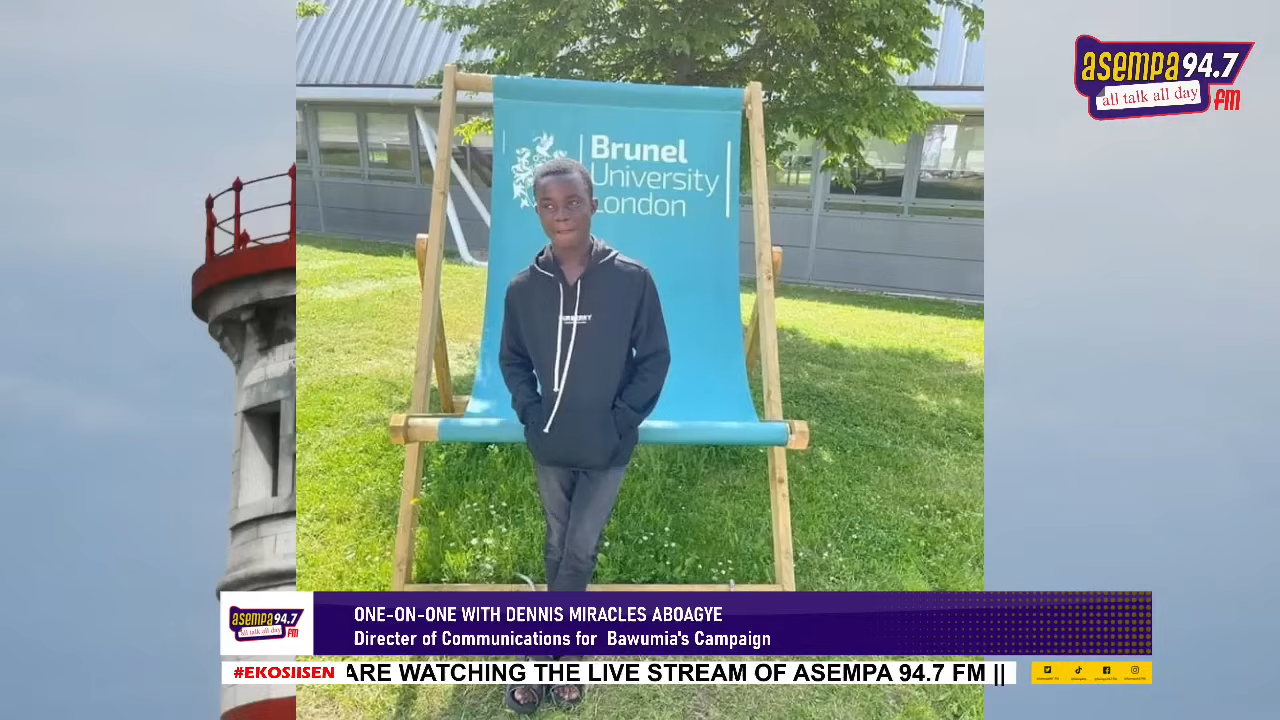 asempa 94.7
all talk all day fm
Brunel
University
London
BURBERRY
asempa 94.7
all talk all day fm
ONE-ON-ONE WITH DENNIS MIRACLES ABOAGYE
Directer of Communications for Bawumia's Campaign
#EKOSIISEN ARE WATCHING THE LIVE STREAM OF ASEMPA 94.7 FM ||